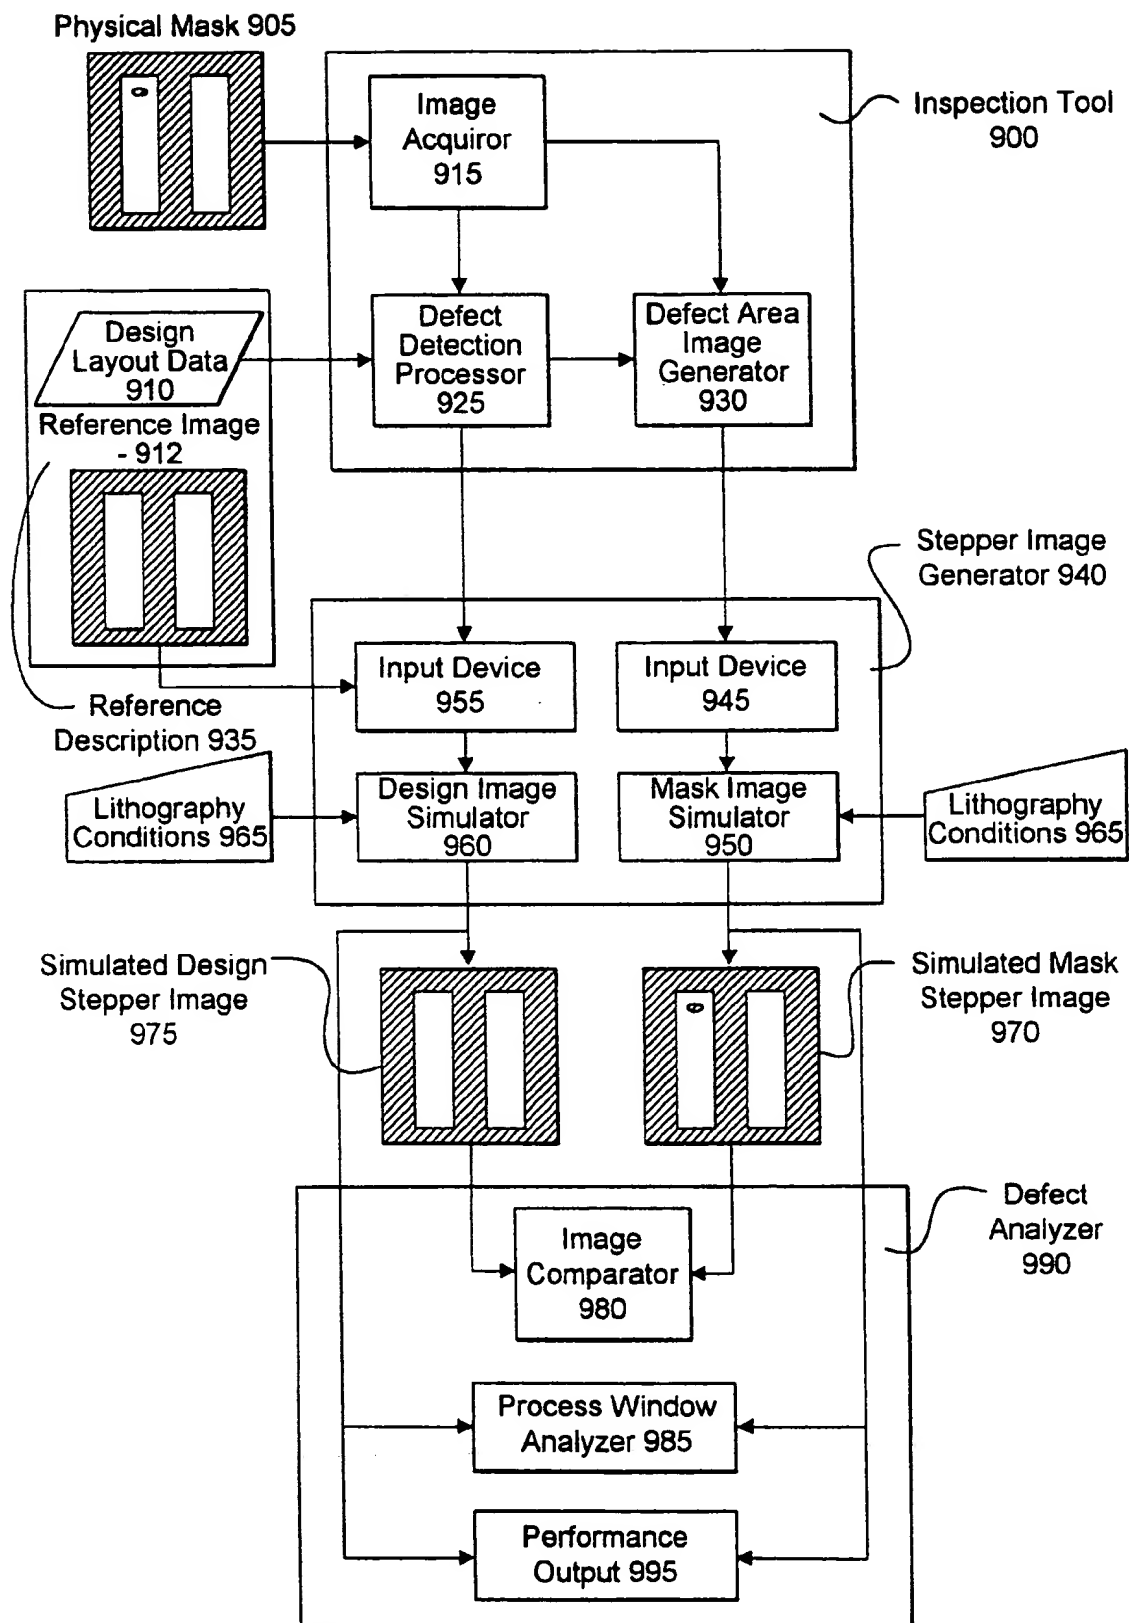 Physical Mask 905
Image
Acquiror
915
Inspection Tool
900
Design
Layout Data
910
Defect
Detection
Processor
925
Defect Area
Image
Generator
930
Reference Image
- 912
Stepper Image
Generator 940
Input Device
955
Input Device
945
Reference
Description 935
Lithography
Conditions 965
Design Image
Simulator
960
Mask Image
Simulator
950
Lithography
Conditions 965
Simulated Design
Stepper Image
975
Simulated Mask
Stepper Image
970
Defect
Analyzer
990
Image
Comparator
980
Process Window
Analyzer 985
Performance
Output 995